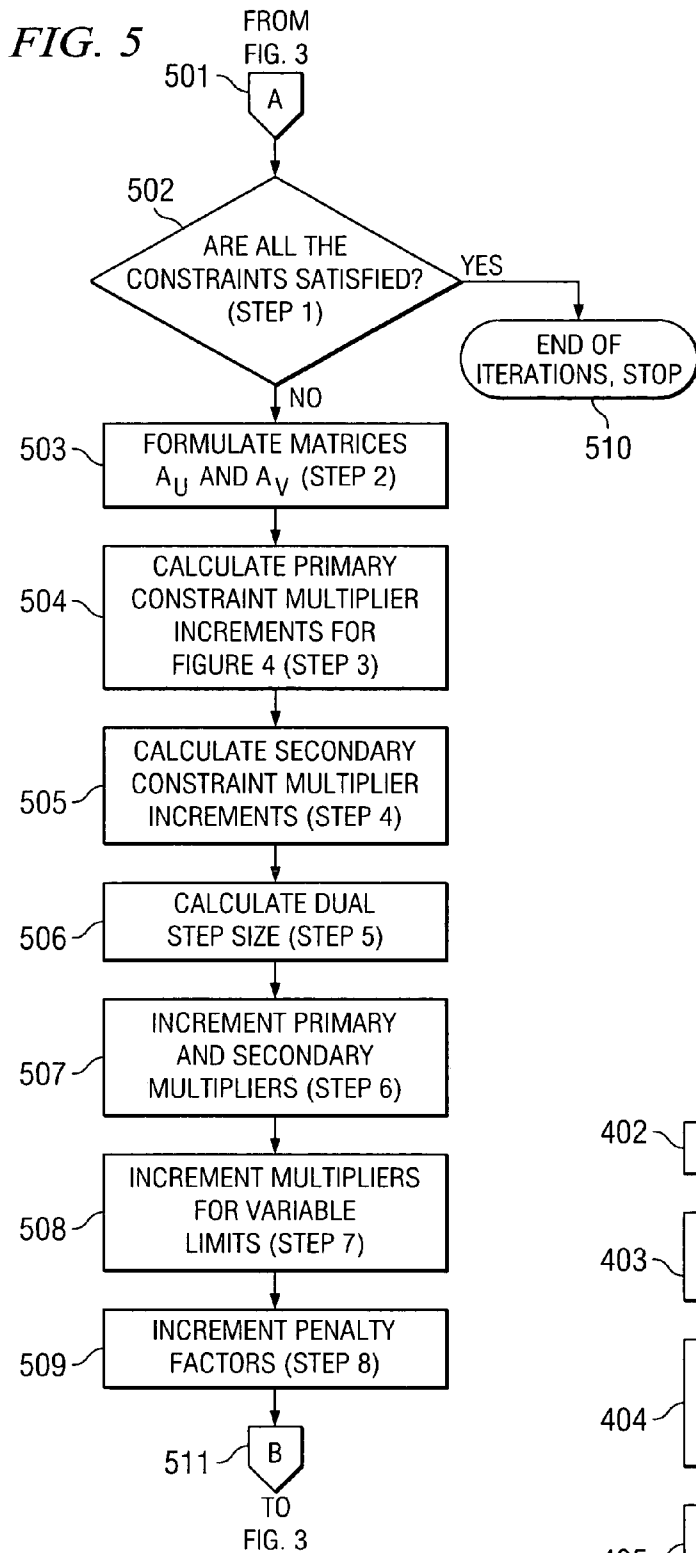 FIG. 5
FROM
FIG. 3
501
A
502
ARE ALL THE
CONSTRAINTS SATISFIED?
(STEP 1)
YES
END OF
ITERATIONS, STOP
510
NO
503
FORMULATE MATRICES
A_U AND A_V (STEP 2)
504
CALCULATE PRIMARY
CONSTRAINT MULTIPLIER
INCREMENTS FOR
FIGURE 4 (STEP 3)
505
CALCULATE SECONDARY
CONSTRAINT MULTIPLIER
INCREMENTS (STEP 4)
506
CALCULATE DUAL
STEP SIZE (STEP 5)
507
INCREMENT PRIMARY
AND SECONDARY
MULTIPLIERS (STEP 6)
508
INCREMENT MULTIPLIERS
FOR VARIABLE
LIMITS (STEP 7)
509
INCREMENT PENALTY
FACTORS (STEP 8)
511
B
TO
FIG. 3
402
403
404